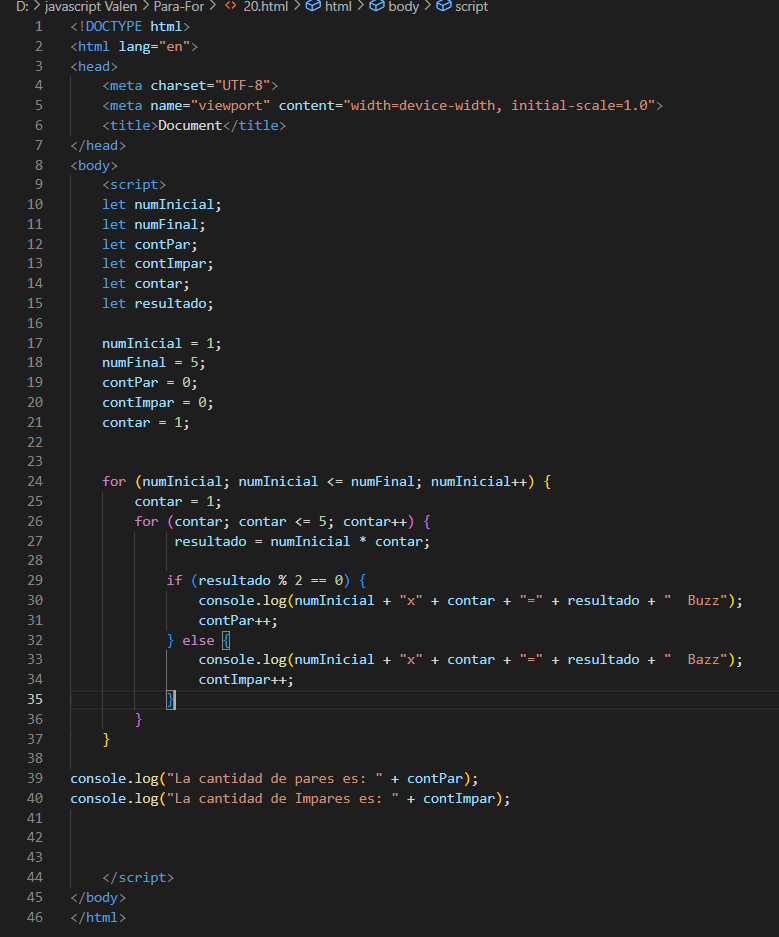 D: > javascript Valen > Para-For > <> 20.html > html > body > script
1 <!DOCTYPE html>
2 <html lang="en">
3 <head>
4     <meta charset="UTF-8">
5     <meta name="viewport" content="width=device-width, initial-scale=1.0">
6     <title>Document</title>
7 </head>
8 <body>
9     <script>
10     let numInicial;
11     let numFinal;
12     let contPar;
13     let contImpar;
14     let contar;
15     let resultado;
16
17     numInicial = 1;
18     numFinal = 5;
19     contPar = 0;
20     contImpar = 0;
21     contar = 1;
22
23
24     for (numInicial; numInicial <= numFinal; numInicial++) {
25         contar = 1;
26         for (contar; contar <= 5; contar++) {
27              resultado = numInicial * contar;
28
29             if (resultado % 2 == 0) {
30                 console.log(numInicial + "x" + contar + "=" + resultado + "  Buzz");
31                 contPar++;
32             } else {
33                 console.log(numInicial + "x" + contar + "=" + resultado + "  Bazz");
34                 contImpar++;
35             }
36         }
37     }
38
39 console.log("La cantidad de pares es: " + contPar);
40 console.log("La cantidad de Impares es: " + contImpar);
41
42
43
44     </script>
45 </body>
46 </html>